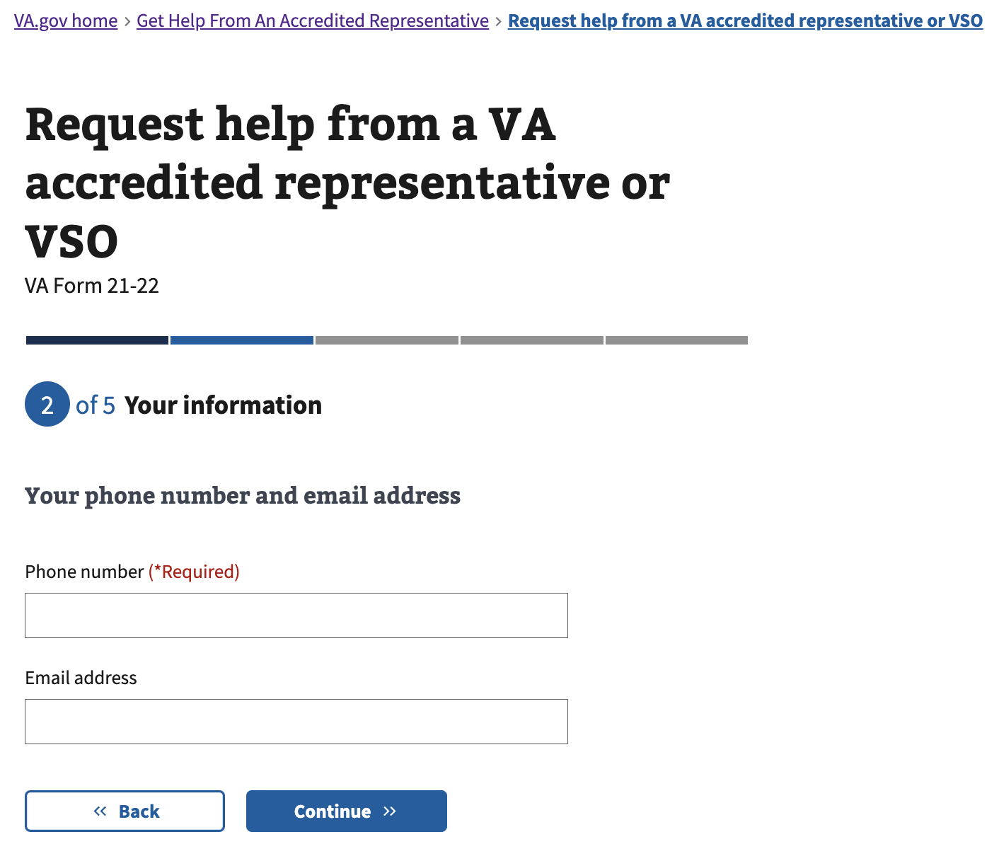 VA.gov home › Get Help From An Accredited Representative › Request help from a VA accredited representative or VSO
Request help from a VA
accredited representative or
VSO
VA Form 21-22
2 of 5 Your information
Your phone number and email address
Phone number (*Required)
Email address
« Back
Continue »